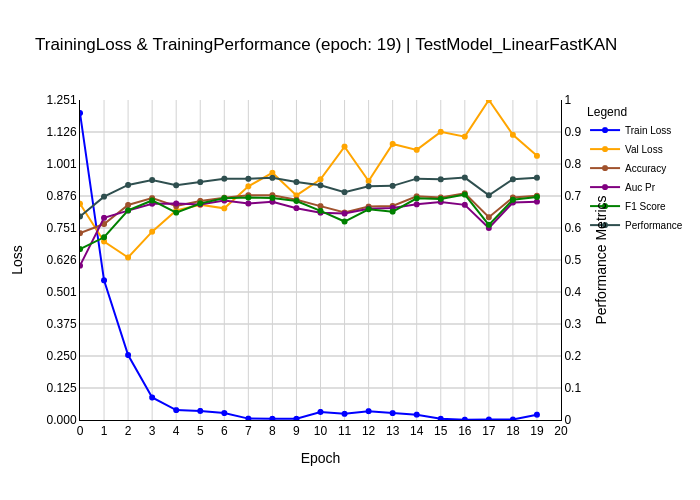 TrainingLoss & TrainingPerformance (epoch: 19) | TestModel_LinearFastKAN
1.251
1.126
1.001
0.876
0.751
0.626
0.501
0.375
0.250
0.125
0.000
Loss
0 1 2 3 4 5 6 7 8 9 10 11 12 13 14 15 16 17 18 19 20
Epoch
1
0.9
0.8
0.7
0.6
0.5
0.4
0.3
0.2
0.1
0
Performance Metrics
Legend
Train Loss
Val Loss
Accuracy
Auc Pr
F1 Score
Performance